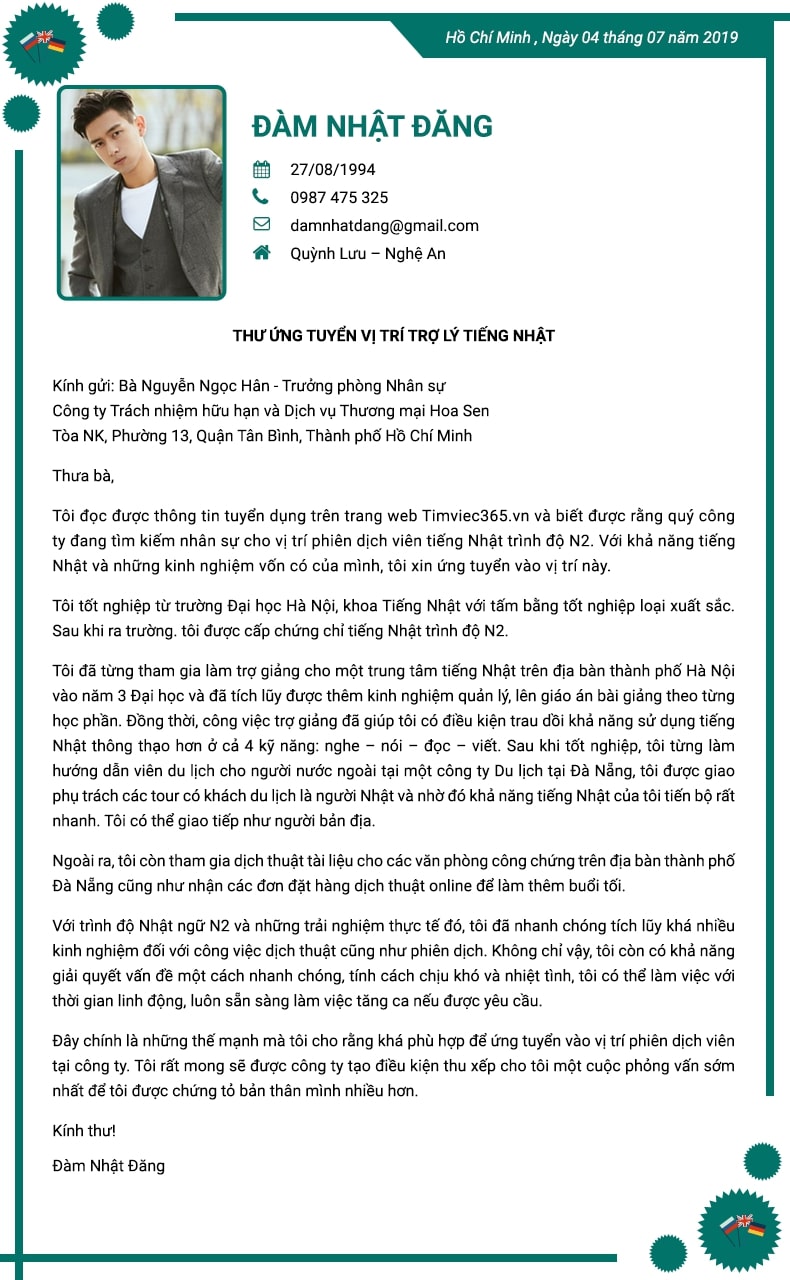 Hồ Chí Minh , Ngày 04 tháng 07 năm 2019
ĐÀM NHẬT ĐĂNG
27/08/1994
0987 475 325
damnhatdang@gmail.com
Quỳnh Lưu – Nghệ An
THƯ ỨNG TUYỂN VỊ TRÍ TRỢ LÝ TIẾNG NHẬT
Kính gửi: Bà Nguyễn Ngọc Hân - Trưởng phòng Nhân sự
Công ty Trách nhiệm hữu hạn và Dịch vụ Thương mại Hoa Sen
Tòa NK, Phường 13, Quận Tân Bình, Thành phố Hồ Chí Minh
Thưa bà,
Tôi đọc được thông tin tuyển dụng trên trang web Timviec365.vn và biết được rằng quý công
ty đang tìm kiếm nhân sự cho vị trí phiên dịch viên tiếng Nhật trình độ N2. Với khả năng tiếng
Nhật và những kinh nghiệm vốn có của mình, tôi xin ứng tuyển vào vị trí này.
Tôi tốt nghiệp từ trường Đại học Hà Nội, khoa Tiếng Nhật với tấm bằng tốt nghiệp loại xuất sắc.
Sau khi ra trường. tôi được cấp chứng chỉ tiếng Nhật trình độ N2.
Tôi đã từng tham gia làm trợ giảng cho một trung tâm tiếng Nhật trên địa bàn thành phố Hà Nội
vào năm 3 Đại học và đã tích lũy được thêm kinh nghiệm quản lý, lên giáo án bài giảng theo từng
học phần. Đồng thời, công việc trợ giảng đã giúp tôi có điều kiện trau dồi khả năng sử dụng tiếng
Nhật thông thạo hơn ở cả 4 kỹ năng: nghe – nói – đọc – viết. Sau khi tốt nghiệp, tôi từng làm
hướng dẫn viên du lịch cho người nước ngoài tại một công ty Du lịch tại Đà Nẵng, tôi được giao
phụ trách các tour có khách du lịch là người Nhật và nhờ đó khả năng tiếng Nhật của tôi tiến bộ rất
nhanh. Tôi có thể giao tiếp như người bản địa.
Ngoài ra, tôi còn tham gia dịch thuật tài liệu cho các văn phòng công chứng trên địa bàn thành phố
Đà Nẵng cũng như nhận các đơn đặt hàng dịch thuật online để làm thêm buổi tối.
Với trình độ Nhật ngữ N2 và những trải nghiệm thực tế đó, tôi đã nhanh chóng tích lũy khá nhiều
kinh nghiệm đối với công việc dịch thuật cũng như phiên dịch. Không chỉ vậy, tôi còn có khả năng
giải quyết vấn đề một cách nhanh chóng, tính cách chịu khó và nhiệt tình, tôi có thể làm việc với
thời gian linh động, luôn sẵn sàng làm việc tăng ca nếu được yêu cầu.
Đây chính là những thế mạnh mà tôi cho rằng khá phù hợp để ứng tuyển vào vị trí phiên dịch viên
tại công ty. Tôi rất mong sẽ được công ty tạo điều kiện thu xếp cho tôi một cuộc phỏng vấn sớm
nhất để tôi được chứng tỏ bản thân mình nhiều hơn.
Kính thư!
Đàm Nhật Đăng